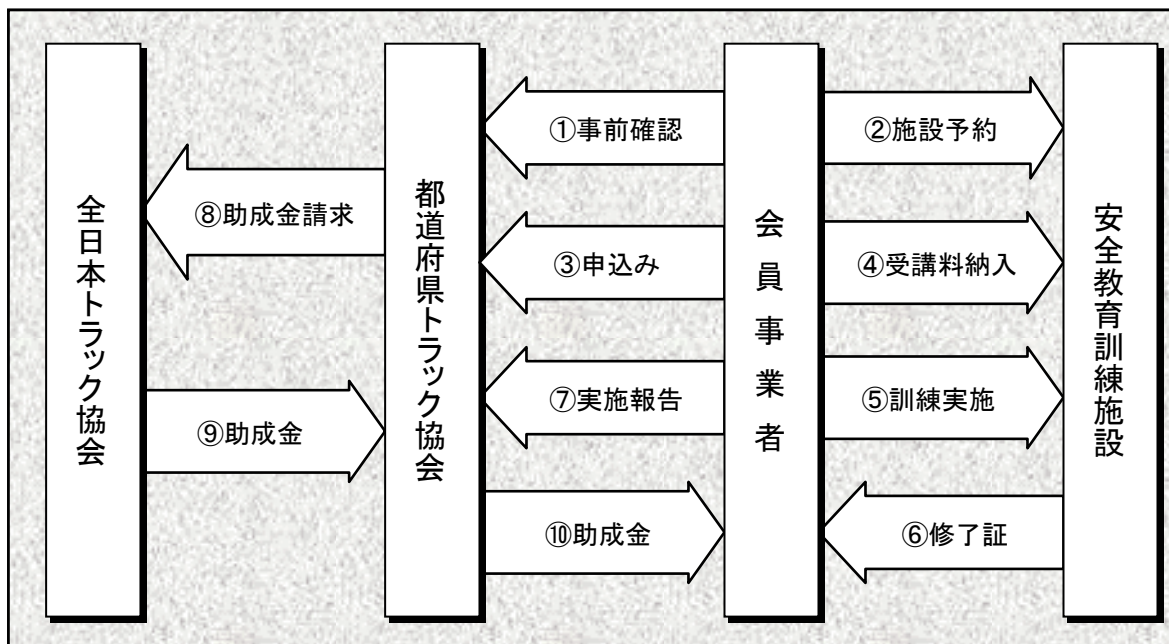 全日本トラック協会
都道府県トラック協会
会員事業者
安全教育訓練施設
①事前確認
②施設予約
③申込み
④受講料納入
⑤訓練実施
⑥修了証
⑦実施報告
⑧助成金請求
⑨助成金
⑩助成金